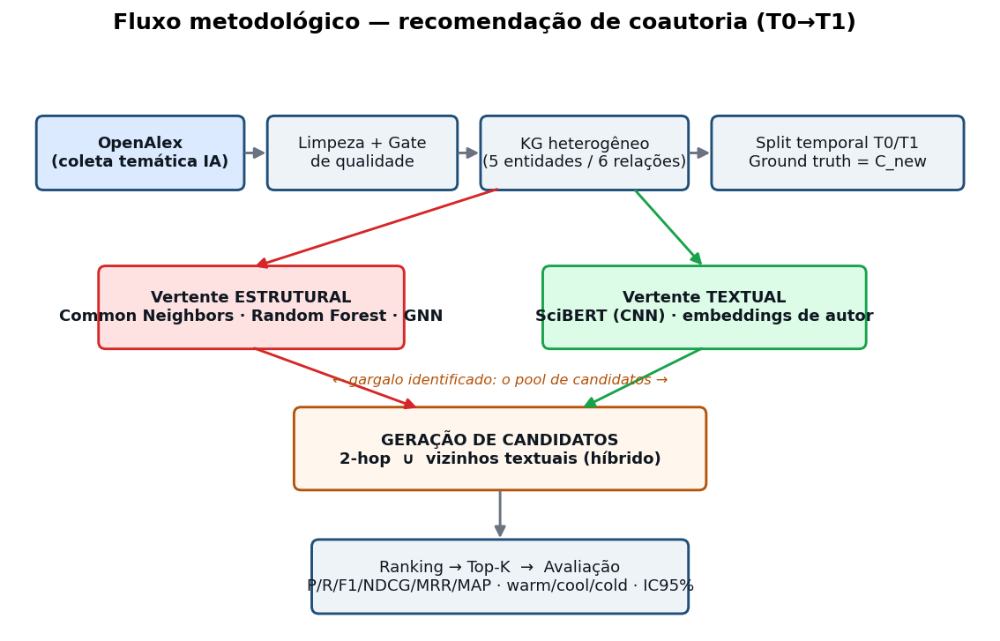 Fluxo metodológico — recomendação de coautoria (T0→T1)
OpenAlex
(coleta temática IA)
Limpeza + Gate
de qualidade
KG heterogêneo
(5 entidades / 6 relações)
Split temporal T0/T1
Ground truth = C_new
Vertente ESTRUTURAL
Common Neighbors · Random Forest · GNN
Vertente TEXTUAL
SciBERT (CNN) · embeddings de autor
← gargalo identificado: o pool de candidatos →
GERAÇÃO DE CANDIDATOS
2-hop ∪ vizinhos textuais (híbrido)
Ranking → Top-K → Avaliação
P/R/F1/NDCG/MRR/MAP · warm/cool/cold · IC95%